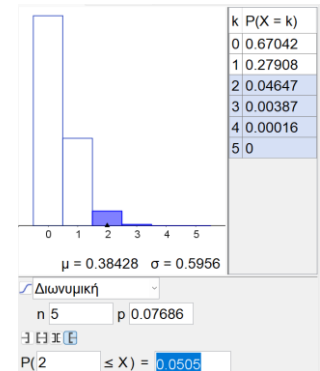 k P(X = k)
0 0.67042
1 0.27908
2 0.04647
3 0.00387
4 0.00016
5 0
0 1 2 3 4 5
μ = 0.38428 σ = 0.5956
Διωνυμική
n 5 p 0.07686
P( 2 ≤ X ) = 0.0505